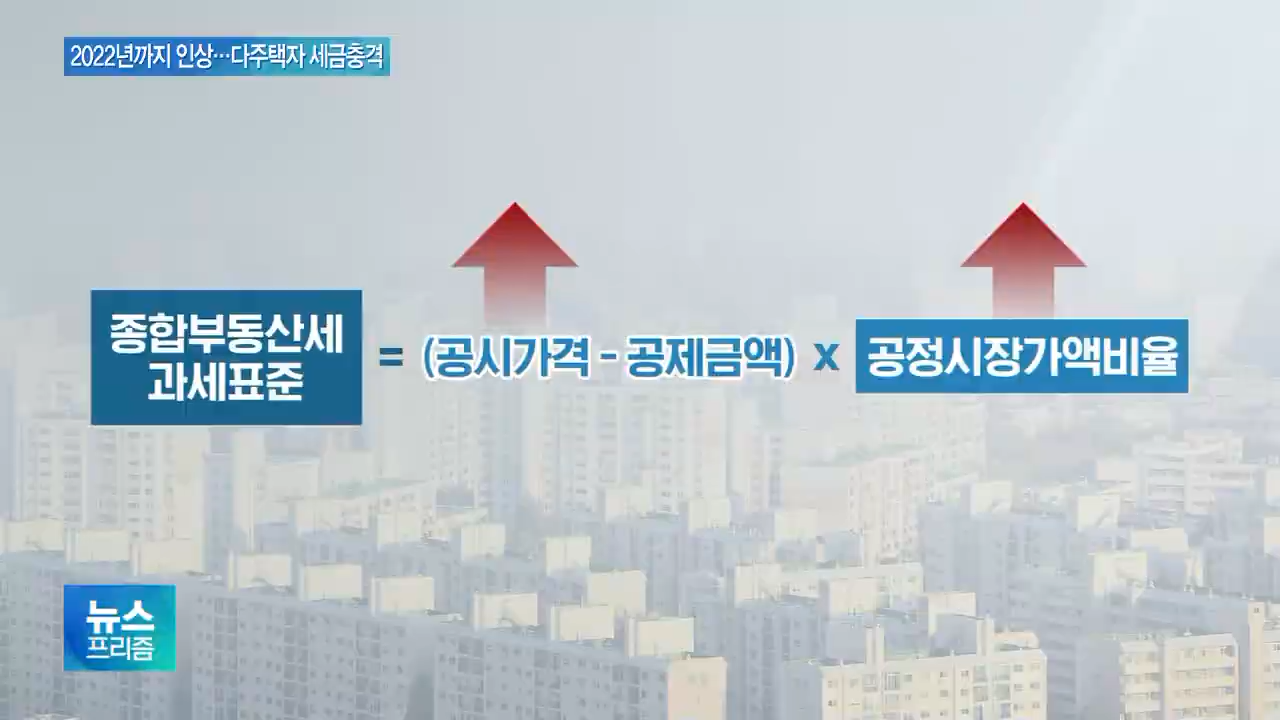 2022년까지 인상…다주택자 세금충격
종합부동산세
과세표준
= (공시가격 - 공제금액) x 공정시장가액비율
뉴스
프리즘